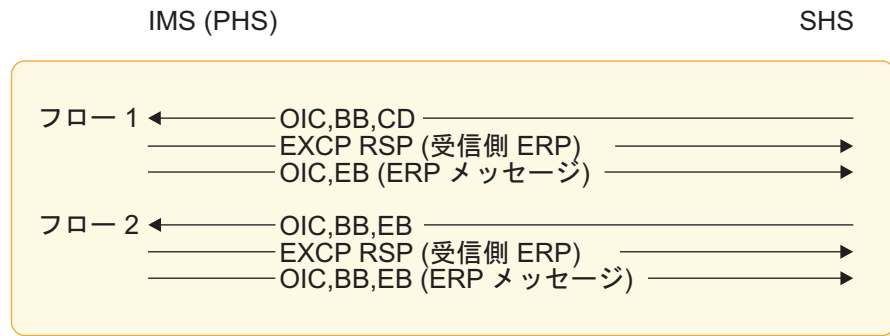 IMS (PHS) SHS
フロー 1 OIC,BB,CD
EXCP RSP (受信側 ERP)
OIC,EB (ERP メッセージ)
フロー 2 OIC,BB,EB
EXCP RSP (受信側 ERP)
OIC,BB,EB (ERP メッセージ)